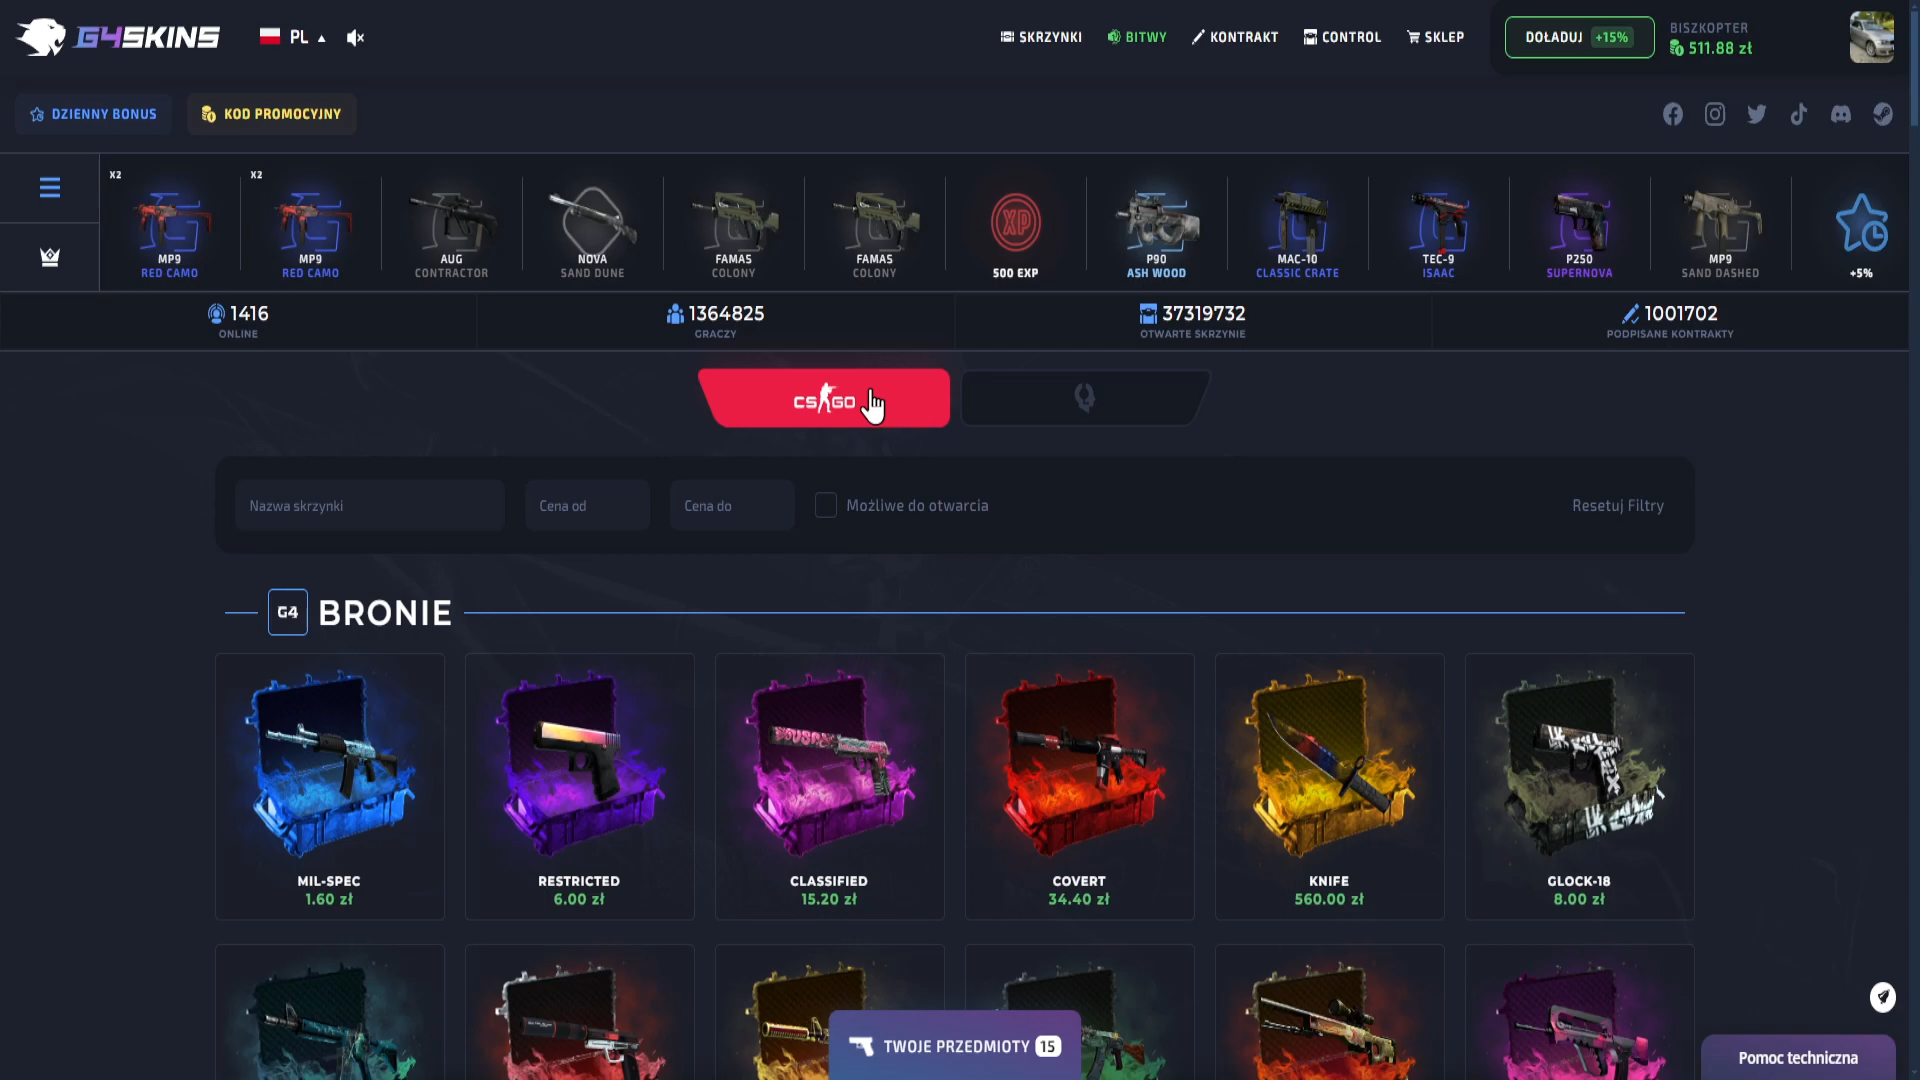 G4SKINS
PL
SKRZYNKI
BITWY
KONTRAKT
CONTROL
SKLEP
DOŁADUJ +15%
BISZKOPTER
511.88 zł
DZIENNY BONUS
KOD PROMOCYJNY
X2
MP9
RED CAMO
X2
MP9
RED CAMO
AUG
CONTRACTOR
NOVA
SAND DUNE
FAMAS
COLONY
FAMAS
COLONY
XP
500 EXP
P90
ASH WOOD
MAC-10
CLASSIC CRATE
TEC-9
ISAAC
P250
SUPERNOVA
MP9
SAND DASHED
+5%
1416
ONLINE
1364825
GRACZY
37319732
OTWARTE SKRZYNIE
1001702
PODPISANE KONTRAKTY
CS GO
Nazwa skrzynki
Cena od
Cena do
Możliwe do otwarcia
Resetuj Filtry
G4 BRONIE
MIL-SPEC
1.60 zł
RESTRICTED
6.00 zł
CLASSIFIED
15.20 zł
COVERT
34.40 zł
KNIFE
560.00 zł
GLOCK-18
8.00 zł
TWOJE PRZEDMIOTY 15
Pomoc techniczna